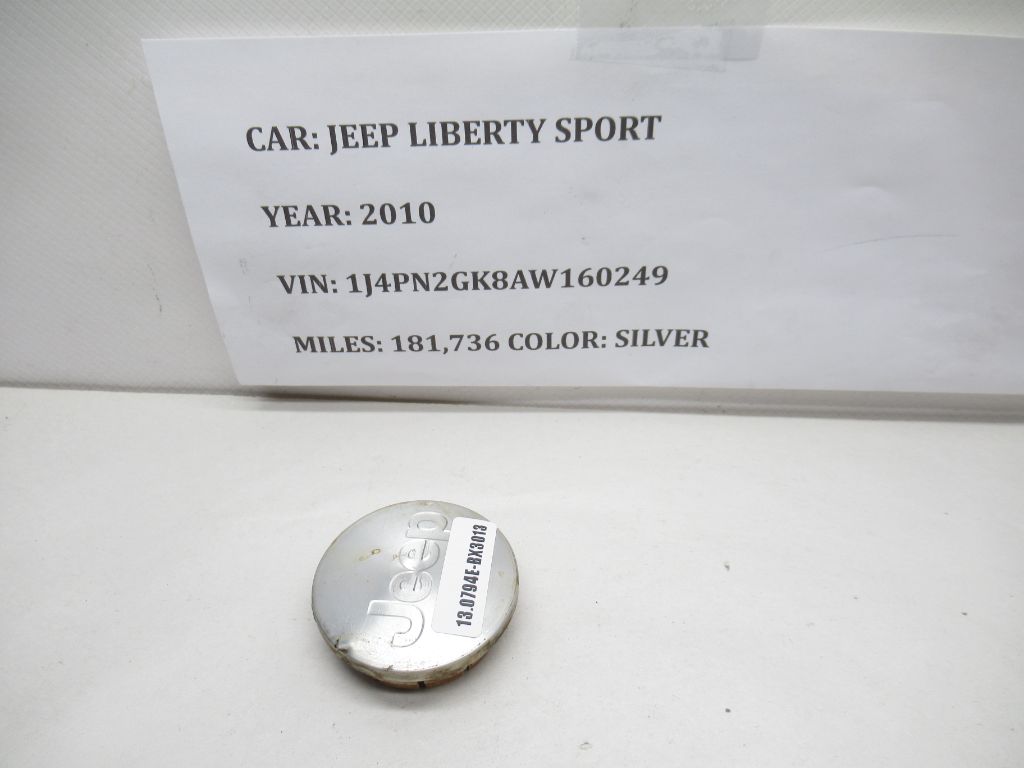 CAR: JEEP LIBERTY SPORT
YEAR: 2010
VIN: 1J4PN2GK8AW160249
MILES: 181,736 COLOR: SILVER
Jeep
13.0794E-BX3013